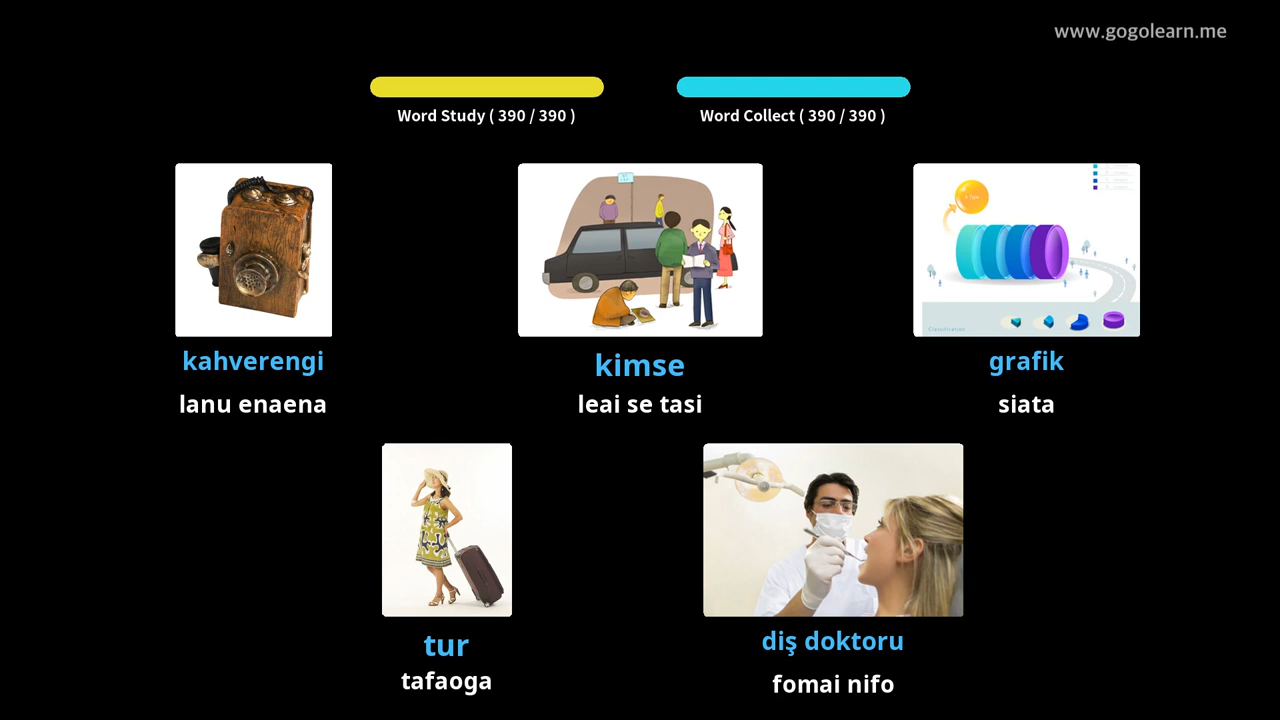 www.gogolearn.me
Word Study ( 390 / 390 )
Word Collect ( 390 / 390 )
kahverengi
lanu enaena
kimse
leai se tasi
grafik
siata
Classification
tur
tafaoga
diş doktoru
fomai nifo